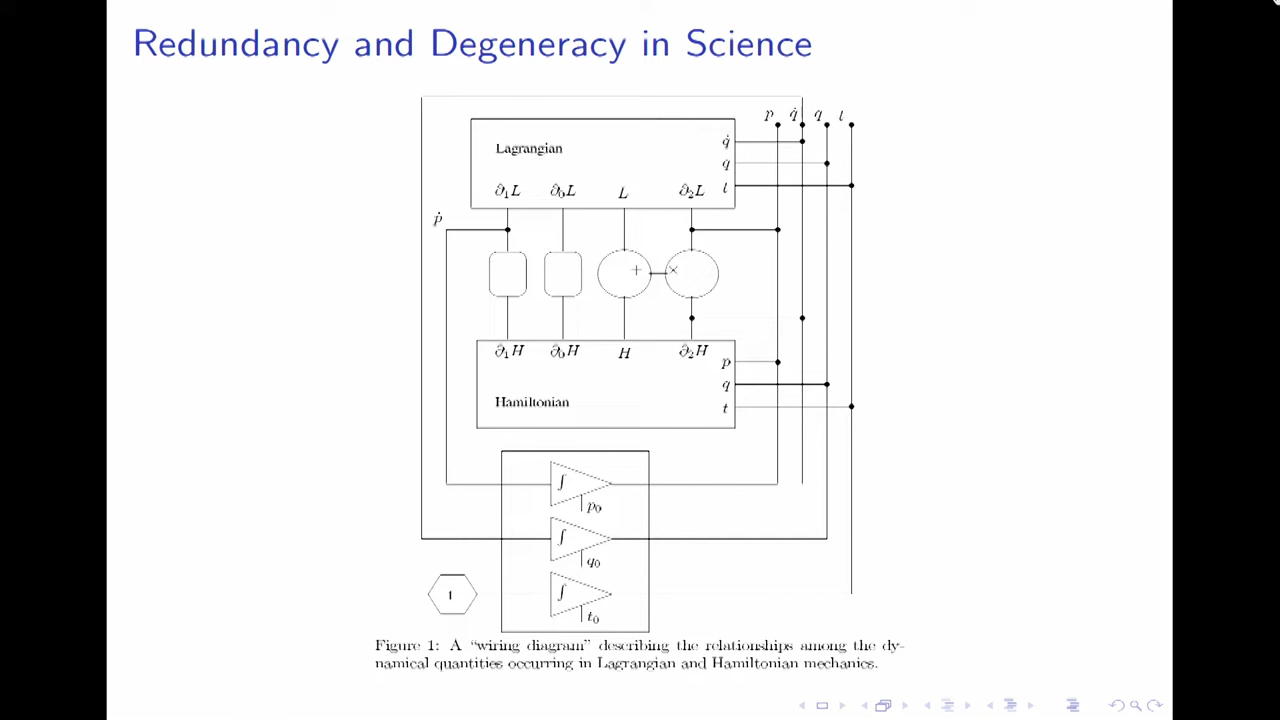 Redundancy and Degeneracy in Science
p q̇ q t
Lagrangian
q̇
q
t
∂₁L ∂₀L L ∂₂L
ṗ
+ ×
∂₁H ∂₀H H ∂₂H
p
q
t
Hamiltonian
∫
p₀
∫
q₀
∫
t₀
1
Figure 1: A “wiring diagram” describing the relationships among the dy-
namical quantities occurring in Lagrangian and Hamiltonian mechanics.